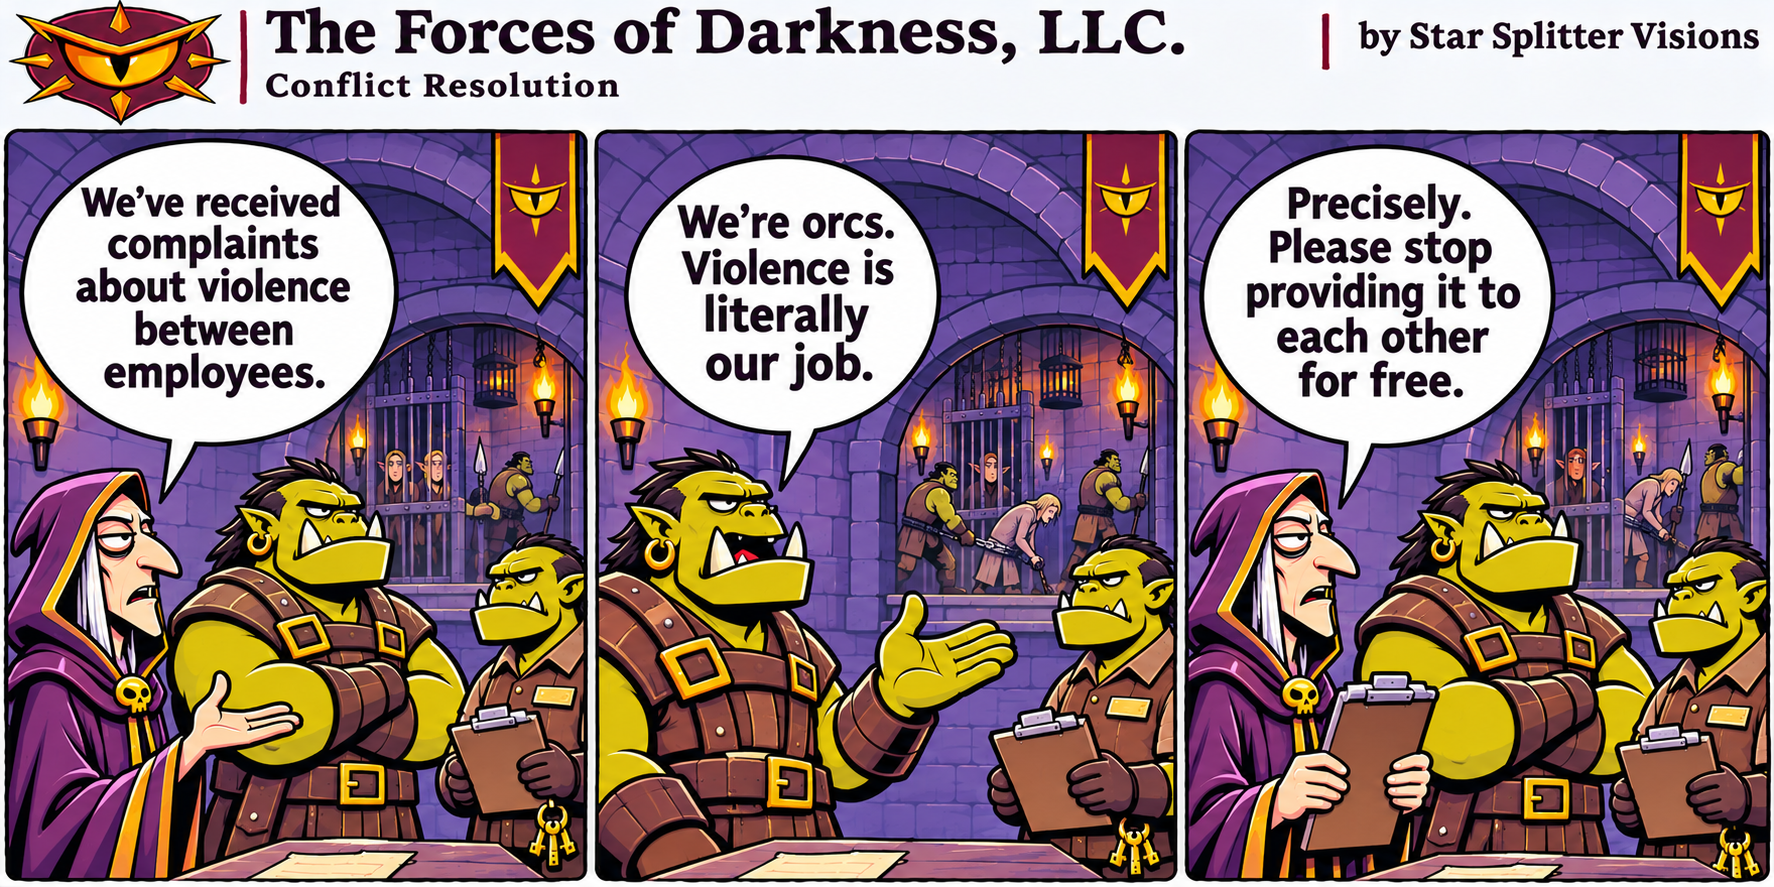 The Forces of Darkness, LLC.
Conflict Resolution
by Star Splitter Visions
We've received
complaints
about violence
between
employees.
We're orcs.
Violence is
literally
our job.
Precisely.
Please stop
providing it to
each other
for free.